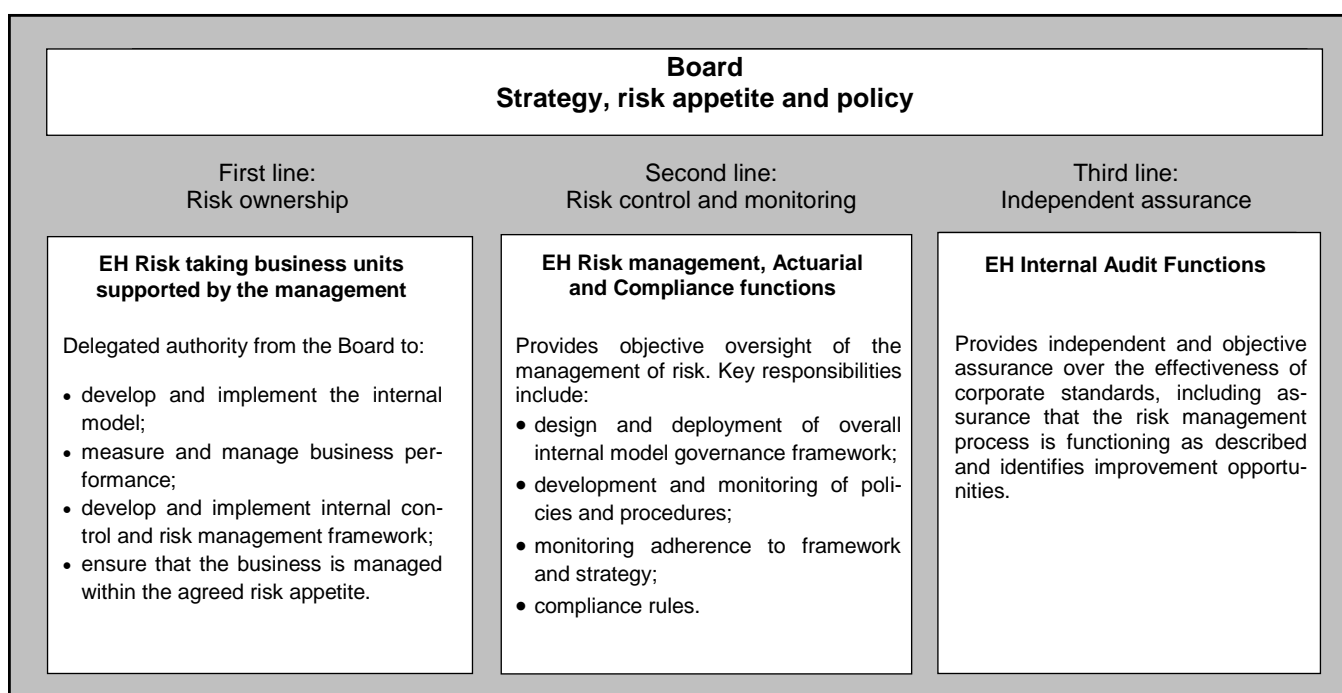 Board
Strategy, risk appetite and policy
First line:
Risk ownership
EH Risk taking business units
supported by the management
Delegated authority from the Board to:
• develop and implement the internal
model;
• measure and manage business per-
formance;
• develop and implement internal con-
trol and risk management framework;
• ensure that the business is managed
within the agreed risk appetite.
Second line:
Risk control and monitoring
EH Risk management, Actuarial
and Compliance functions
Provides objective oversight of the
management of risk. Key responsibilities
include:
• design and deployment of overall
internal model governance framework;
• development and monitoring of poli-
cies and procedures;
• monitoring adherence to framework
and strategy;
• compliance rules.
Third line:
Independent assurance
EH Internal Audit Functions
Provides independent and objective
assurance over the effectiveness of
corporate standards, including as-
surance that the risk management
process is functioning as described
and identifies improvement opportu-
nities.